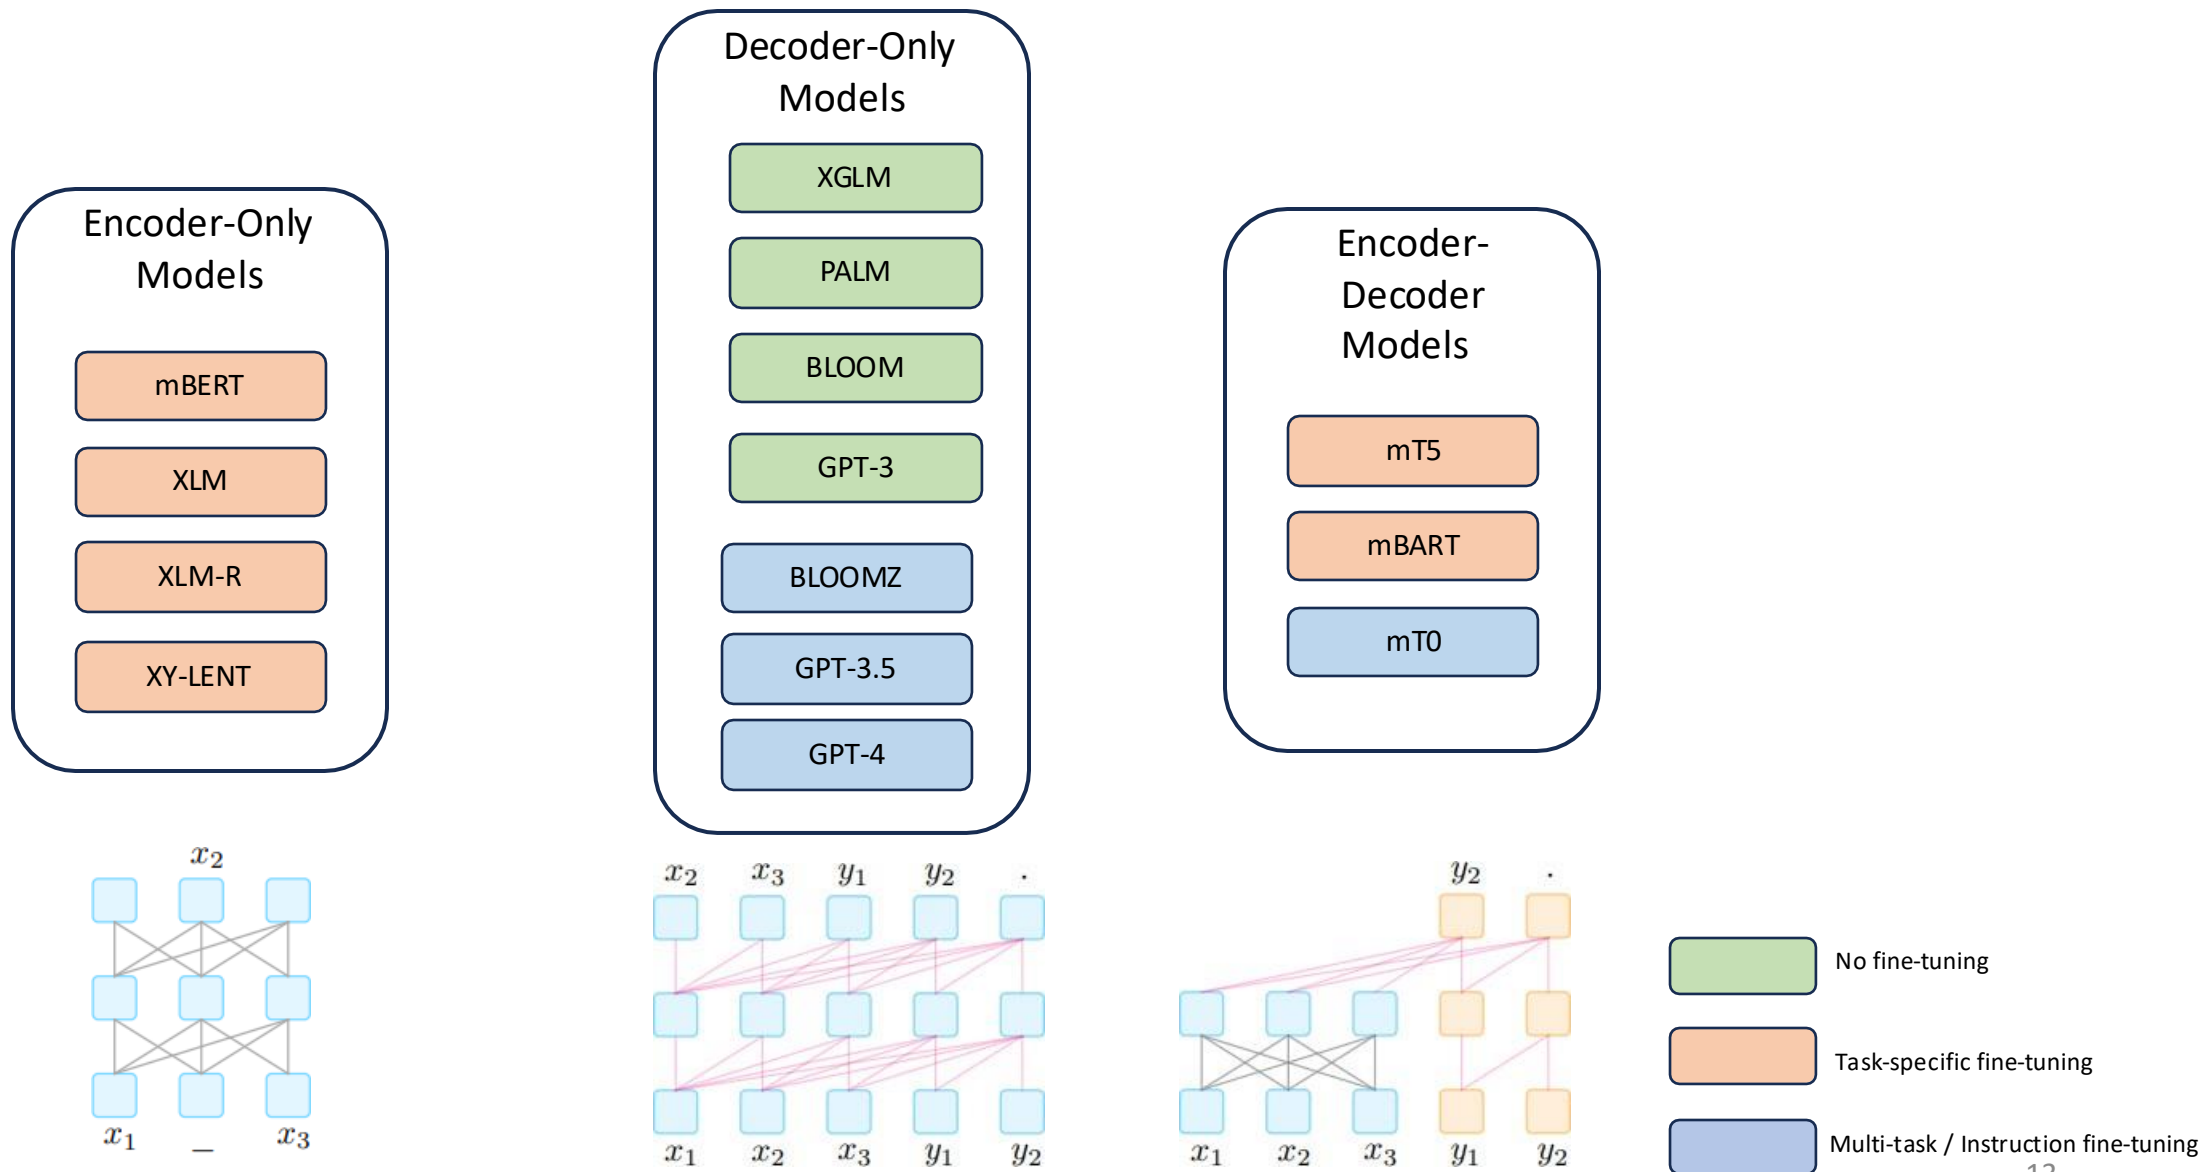 Encoder-Only
Models
mBERT
XLM
XLM-R
XY-LENT
Decoder-Only
Models
XGLM
PALM
BLOOM
GPT-3
BLOOMZ
GPT-3.5
GPT-4
Encoder-
Decoder
Models
mT5
mBART
mT0
x₂
x₁ _ x₃
x₂ x₃ y₁ y₂ .
x₁ x₂ x₃ y₁ y₂
y₂ .
x₁ x₂ x₃ y₁ y₂
No fine-tuning
Task-specific fine-tuning
Multi-task / Instruction fine-tuning